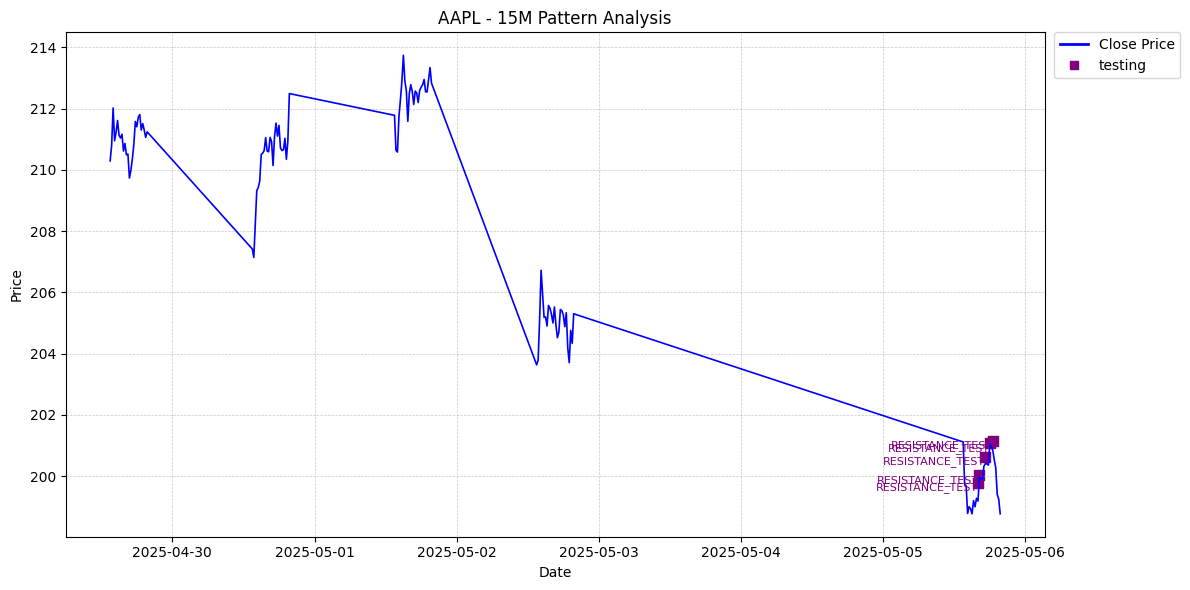 AAPL - 15M Pattern Analysis
Close Price
testing
Price
214
212
210
208
206
204
202
200
RESISTANCE_TEST
RESISTANCE_TEST
RESISTANCE_TEST
RESISTANCE_TEST
RESISTANCE_TEST
2025-04-30
2025-05-01
2025-05-02
2025-05-03
2025-05-04
2025-05-05
2025-05-06
Date